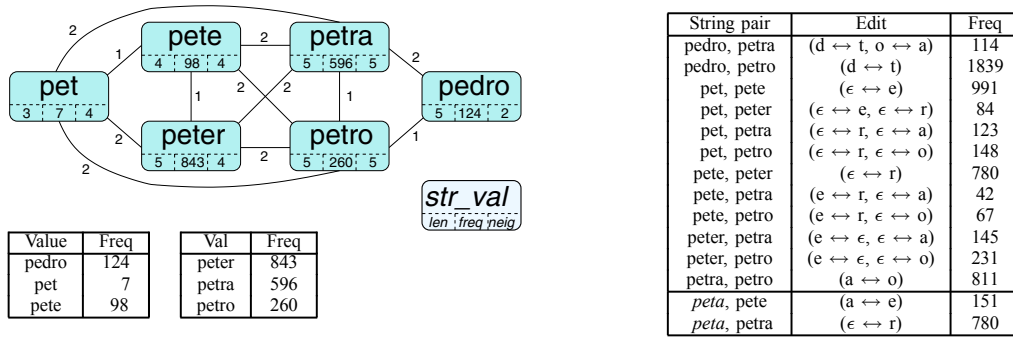 2
pete
4 98 4
2
petra
5 596 5
1
2
pet
3 7 4
1
2
2
1
pedro
5 124 2
2
peter
5 843 4
2
petro
5 260 5
1
2
str_val
len freq neig
Value Freq
pedro 124
pet 7
pete 98
Val Freq
peter 843
petra 596
petro 260
String pair Edit Freq
pedro, petra (d ↔ t, o ↔ a) 114
pedro, petro (d ↔ t) 1839
pet, pete (ϵ ↔ e) 991
pet, peter (ϵ ↔ e, ϵ ↔ r) 84
pet, petra (ϵ ↔ r, ϵ ↔ a) 123
pet, petro (ϵ ↔ r, ϵ ↔ o) 148
pete, peter (ϵ ↔ r) 780
pete, petra (e ↔ r, ϵ ↔ a) 42
pete, petro (e ↔ r, ϵ ↔ o) 67
peter, petra (e ↔ ϵ, ϵ ↔ a) 145
peter, petro (e ↔ ϵ, ϵ ↔ o) 231
petra, petro (a ↔ o) 811
peta, pete (a ↔ e) 151
peta, petra (ϵ ↔ r) 780